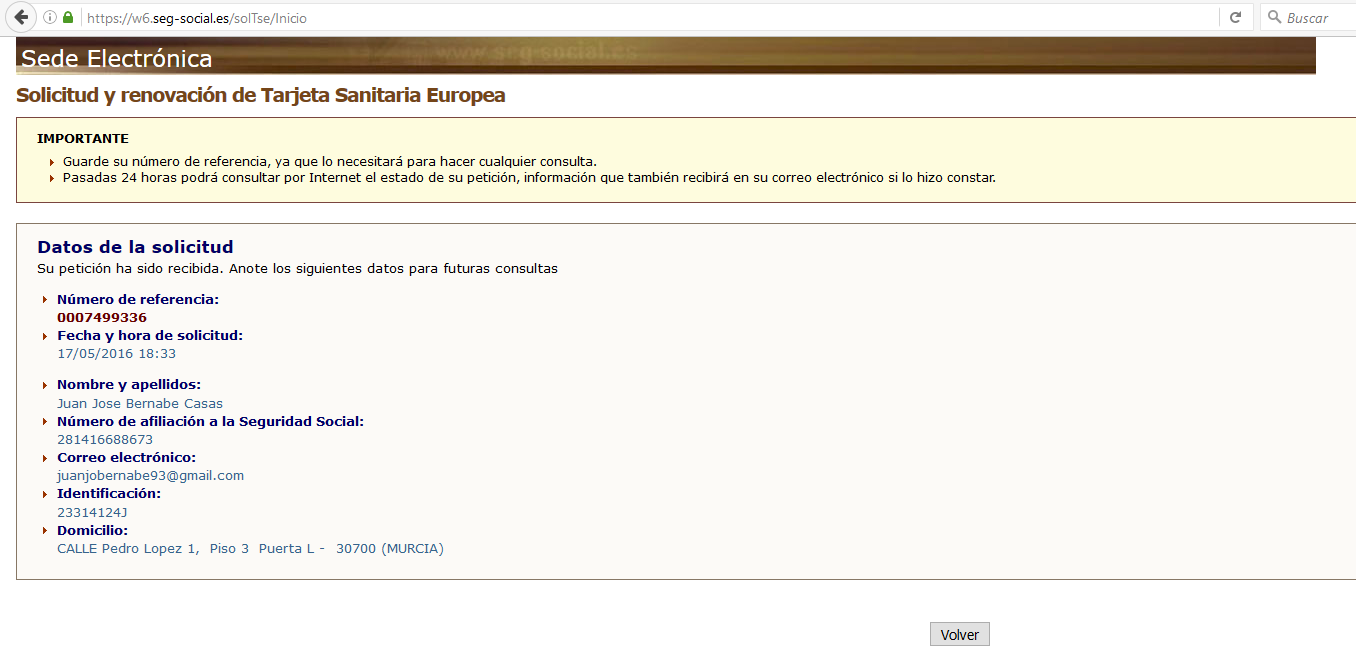 https://w6.seg-social.es/solTse/Inicio
Buscar
www.seg-social.es
Sede Electrónica
Solicitud y renovación de Tarjeta Sanitaria Europea
IMPORTANTE
Guarde su número de referencia, ya que lo necesitará para hacer cualquier consulta.
Pasadas 24 horas podrá consultar por Internet el estado de su petición, información que también recibirá en su correo electrónico si lo hizo constar.
Datos de la solicitud
Su petición ha sido recibida. Anote los siguientes datos para futuras consultas
Número de referencia:
0007499336
Fecha y hora de solicitud:
17/05/2016 18:33
Nombre y apellidos:
Juan Jose Bernabe Casas
Número de afiliación a la Seguridad Social:
281416688673
Correo electrónico:
juanjobernabe93@gmail.com
Identificación:
23314124J
Domicilio:
CALLE Pedro Lopez 1, Piso 3 Puerta L - 30700 (MURCIA)
Volver